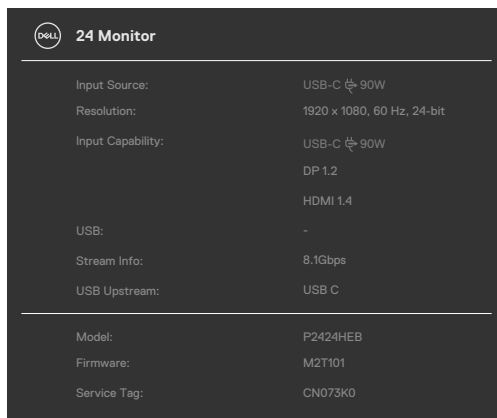 DELL 24 Monitor
Input Source: USB-C 90W
Resolution: 1920 x 1080, 60 Hz, 24-bit
Input Capability: USB-C 90W
DP 1.2
HDMI 1.4
USB: -
Stream Info: 8.1Gbps
USB Upstream: USB C
Model: P2424HEB
Firmware: M2T101
Service Tag: CN073K0